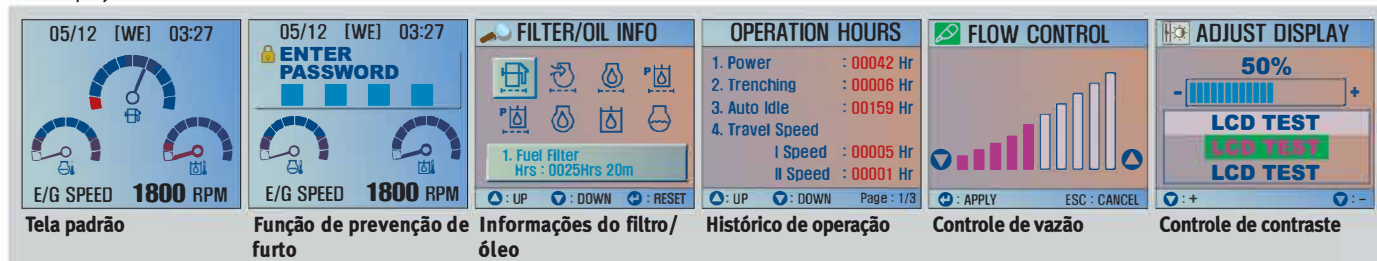 05/12 [WE] 03:27
E/G SPEED 1800 RPM
Tela padrão
05/12 [WE] 03:27
ENTER
PASSWORD
E/G SPEED 1800 RPM
Função de prevenção de
furto
FILTER/OIL INFO
P
P
1. Fuel Filter
Hrs : 0025Hrs 20m
: UP : DOWN : RESET
Informações do filtro/
óleo
OPERATION HOURS
1. Power : 00042 Hr
2. Trenching : 00006 Hr
3. Auto Idle : 00159 Hr
4. Travel Speed
I Speed : 00005 Hr
II Speed : 00001 Hr
: UP : DOWN Page : 1/3
Histórico de operação
FLOW CONTROL
: APPLY ESC : CANCEL
Controle de vazão
ADJUST DISPLAY
50%
- +
LCD TEST
LCD TEST
LCD TEST
: + : -
Controle de contraste